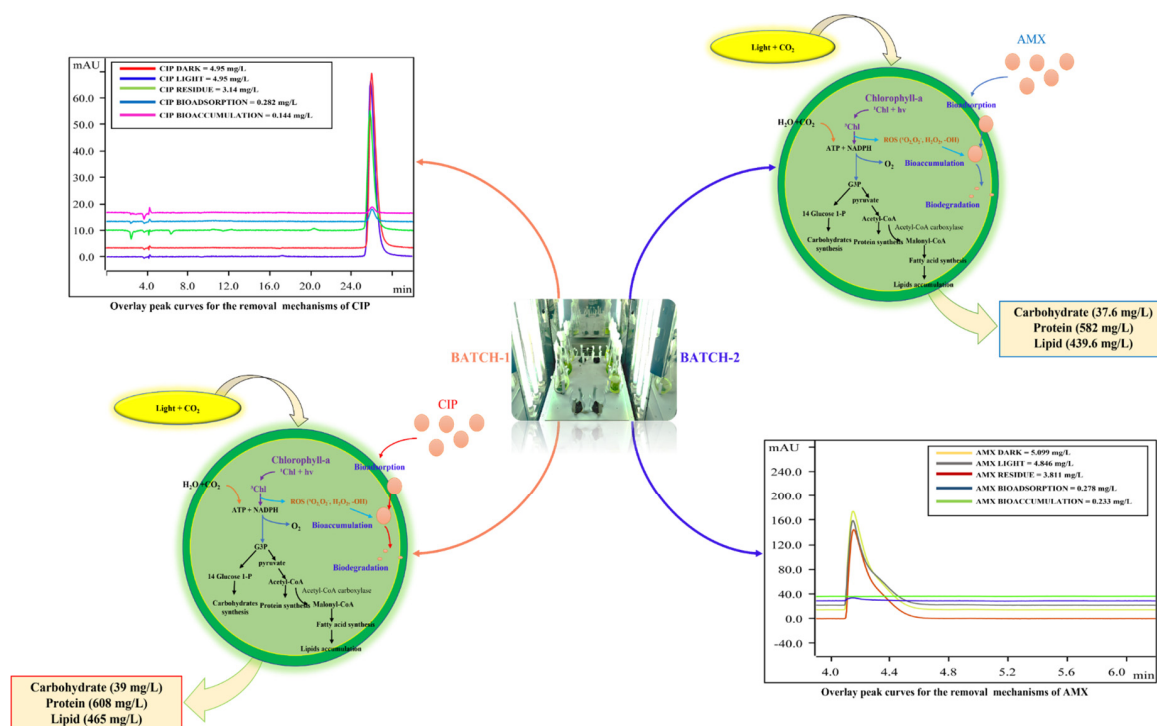 mAU
60.0
50.0
40.0
30.0
20.0
10.0
0.0
4.0
8.0
12.0
16.0
20.0
24.0
min
CIP DARK = 4.95 mg/L
CIP LIGHT = 4.95 mg/L
CIP RESIDUE = 3.14 mg/L
CIP BIOADSORPTION = 0.282 mg/L
CIP BIOACCUMULATION = 0.144 mg/L
Overlay peak curves for the removal mechanisms of CIP
Light + CO2
AMX
Chlorophyll-a
Bioadsorption
¹Chl + hv
H2O+CO2
³Chl
ROS (¹O2,O2⁻, H2O2, -OH)
ATP + NADPH
Bioaccumulation
O2
G3P
pyruvate
Biodegradation
14 Glucose 1-P
Acetyl-CoA
Acetyl-CoA carboxylase
Carbohydrates
synthesis
Protein synthesis
Malonyl-CoA
Fatty acid synthesis
Lipids accumulation
Carbohydrate (37.6 mg/L)
Protein (582 mg/L)
Lipid (439.6 mg/L)
BATCH-1
BATCH-2
Light + CO2
CIP
Bioadsorption
Chlorophyll-a
¹Chl + hv
H2O+CO2
³Chl
ROS (¹O2,O2⁻, H2O2, -OH)
ATP + NADPH
Bioaccumulation
O2
G3P
pyruvate
Biodegradation
14 Glucose 1-P
Acetyl-CoA
Acetyl-CoA carboxylase
Carbohydrates
synthesis
Protein synthesis
Malonyl-CoA
Fatty acid synthesis
Lipids accumulation
Carbohydrate (39 mg/L)
Protein (608 mg/L)
Lipid (465 mg/L)
mAU
240.0
200.0
160.0
120.0
80.0
40.0
0.0
-40.0
4.0
4.4
4.8
5.2
5.6
6.0
min
AMX DARK = 5.099 mg/L
AMX LIGHT = 4.846 mg/L
AMX RESIDUE = 3.811 mg/L
AMX BIOADSORPTION = 0.278 mg/L
AMX BIOACCUMULATION = 0.233 mg/L
Overlay peak curves for the removal mechanisms of AMX